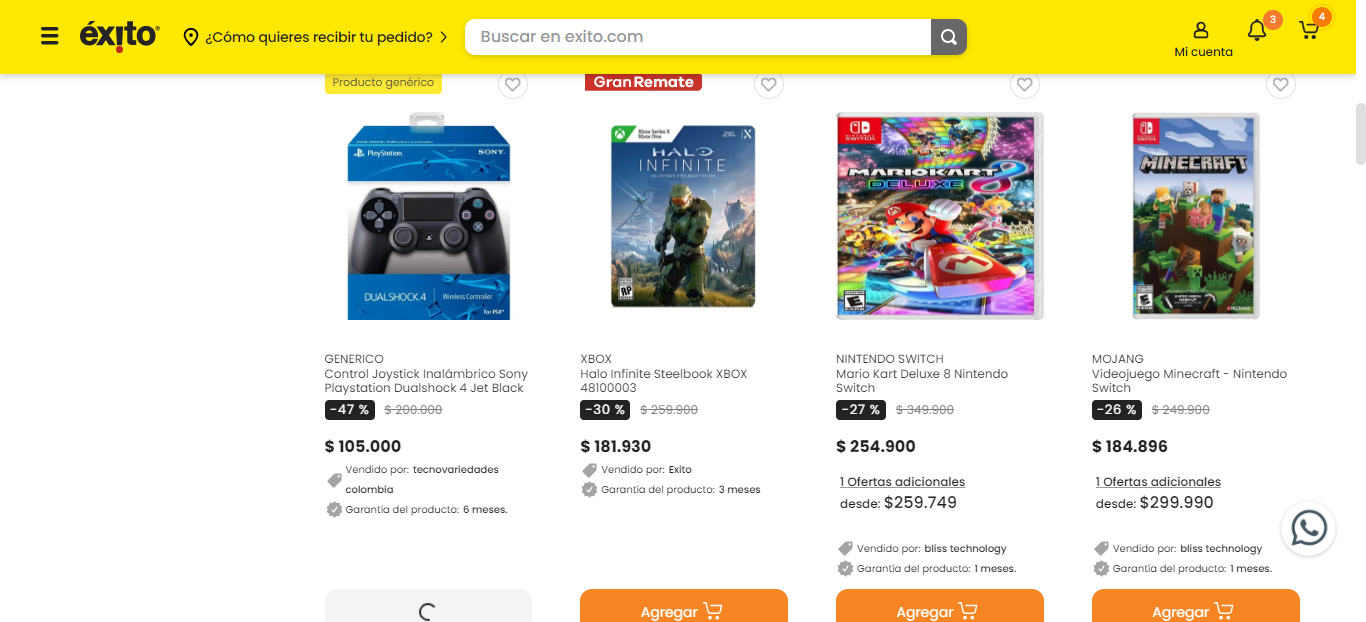 éxito
¿Cómo quieres recibir tu pedido?
Buscar en exito.com
Mi cuenta
3
4
Producto genérico
GranRemate
PlayStation
SONY
DUALSHOCK 4
Wireless Controller
For PS4
Xbox Series X
Xbox One
HALO
INFINITE
RP
NINTENDO
SWITCH
MARIOKART
DELUXE 8
E
MINECRAFT
E
GENERICO
Control Joystick Inalámbrico Sony
Playstation Dualshock 4 Jet Black
-47 % $ 200.000
$ 105.000
Vendido por: tecnovariedades
colombia
Garantía del producto: 6 meses.
XBOX
Halo Infinite Steelbook XBOX
48100003
-30 % $ 259.900
$ 181.930
Vendido por: Exito
Garantía del producto: 3 meses
Agregar
NINTENDO SWITCH
Mario Kart Deluxe 8 Nintendo
Switch
-27 % $ 349.900
$ 254.900
1 Ofertas adicionales
desde: $259.749
Vendido por: bliss technology
Garantía del producto: 1 meses.
Agregar
MOJANG
Videojuego Minecraft - Nintendo
Switch
-26 % $ 249.900
$ 184.896
1 Ofertas adicionales
desde: $299.990
Vendido por: bliss technology
Garantía del producto: 1 meses.
Agregar